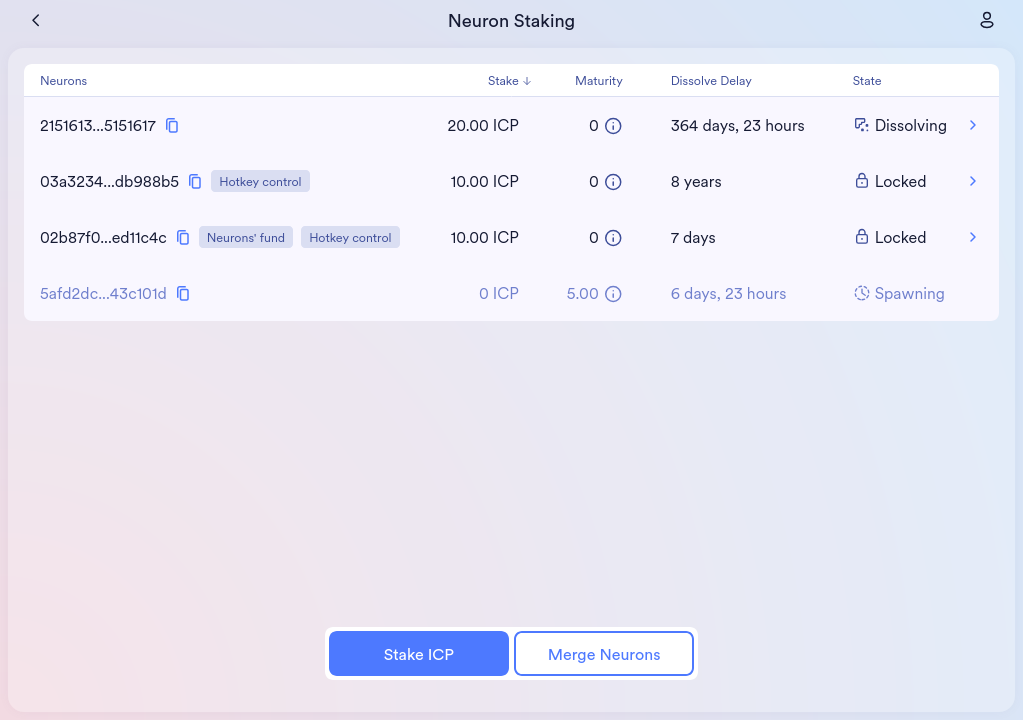 Neuron Staking
Neurons Stake Maturity Dissolve Delay State
2151613...5151617 20.00 ICP 0 364 days, 23 hours Dissolving
03a3234...db988b5 Hotkey control 10.00 ICP 0 8 years Locked
02b87f0...ed11c4c Neurons' fund Hotkey control 10.00 ICP 0 7 days Locked
5afd2dc...43c101d 0 ICP 5.00 6 days, 23 hours Spawning
Stake ICP Merge Neurons